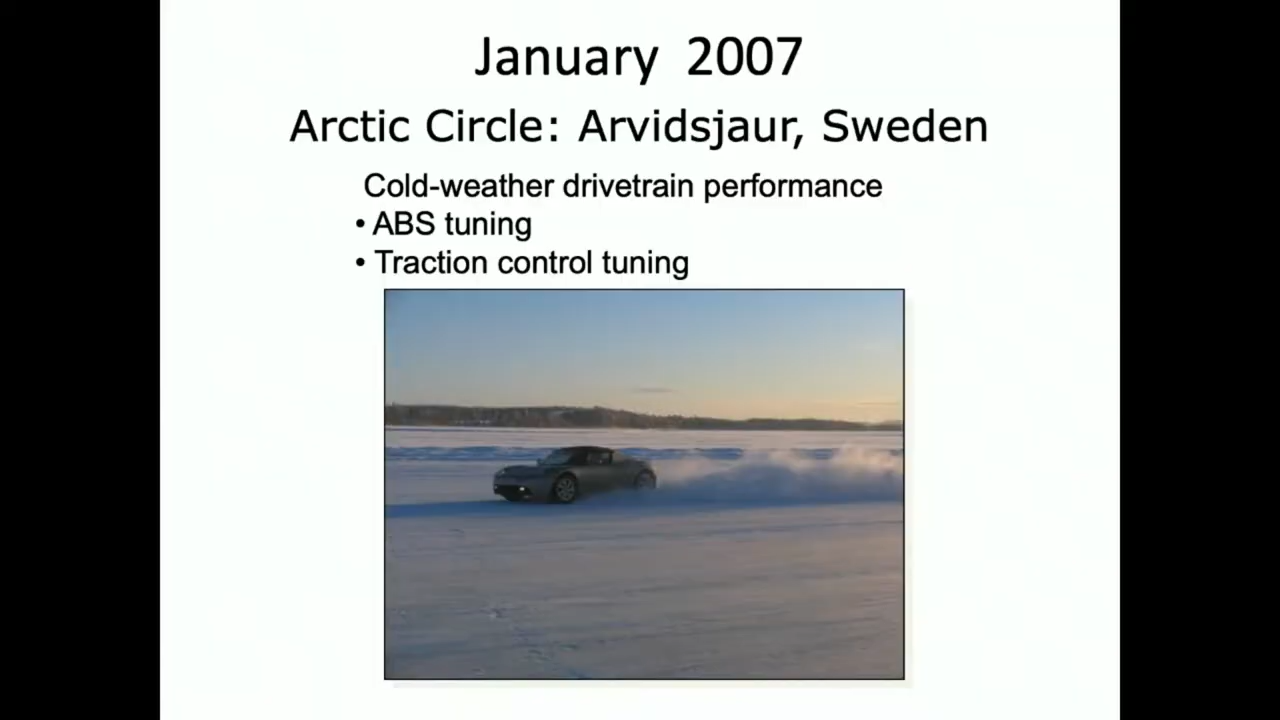 January 2007
Arctic Circle: Arvidsjaur, Sweden
Cold-weather drivetrain performance
• ABS tuning
• Traction control tuning